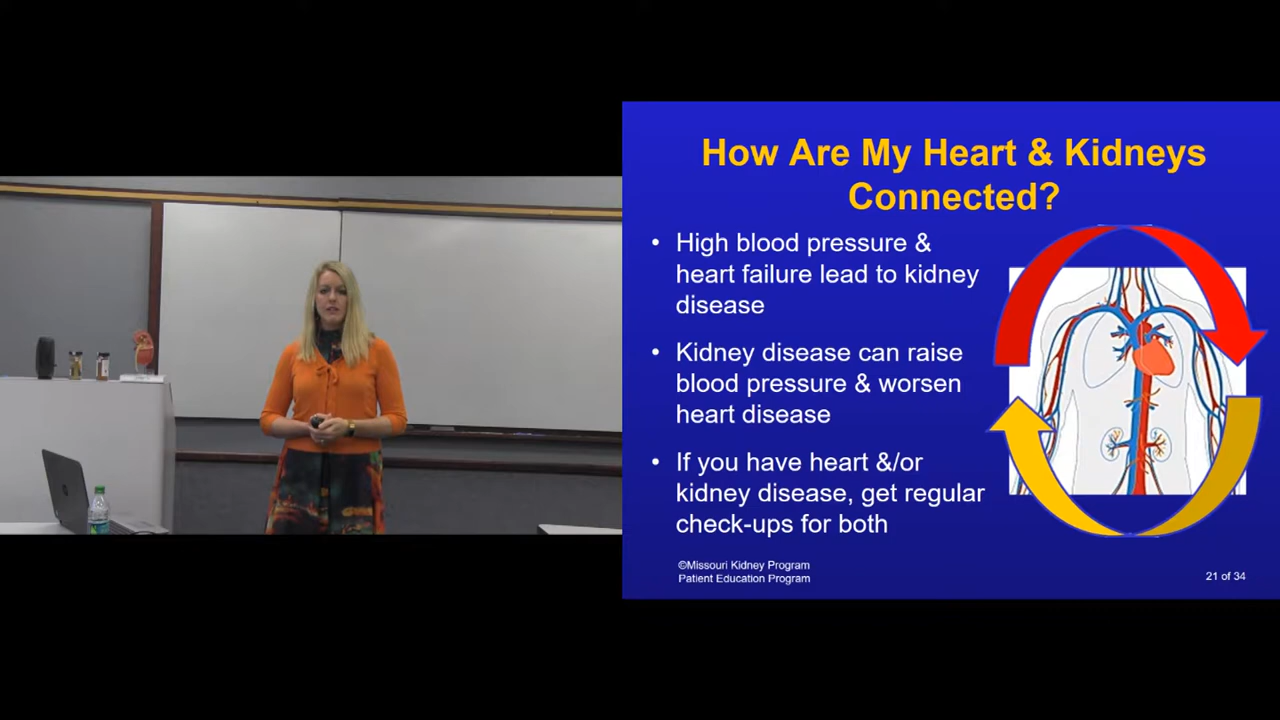 How Are My Heart & Kidneys
Connected?
• High blood pressure &
heart failure lead to kidney
disease
• Kidney disease can raise
blood pressure & worsen
heart disease
• If you have heart &/or
kidney disease, get regular
check-ups for both
©Missouri Kidney Program
Patient Education Program
21 of 34